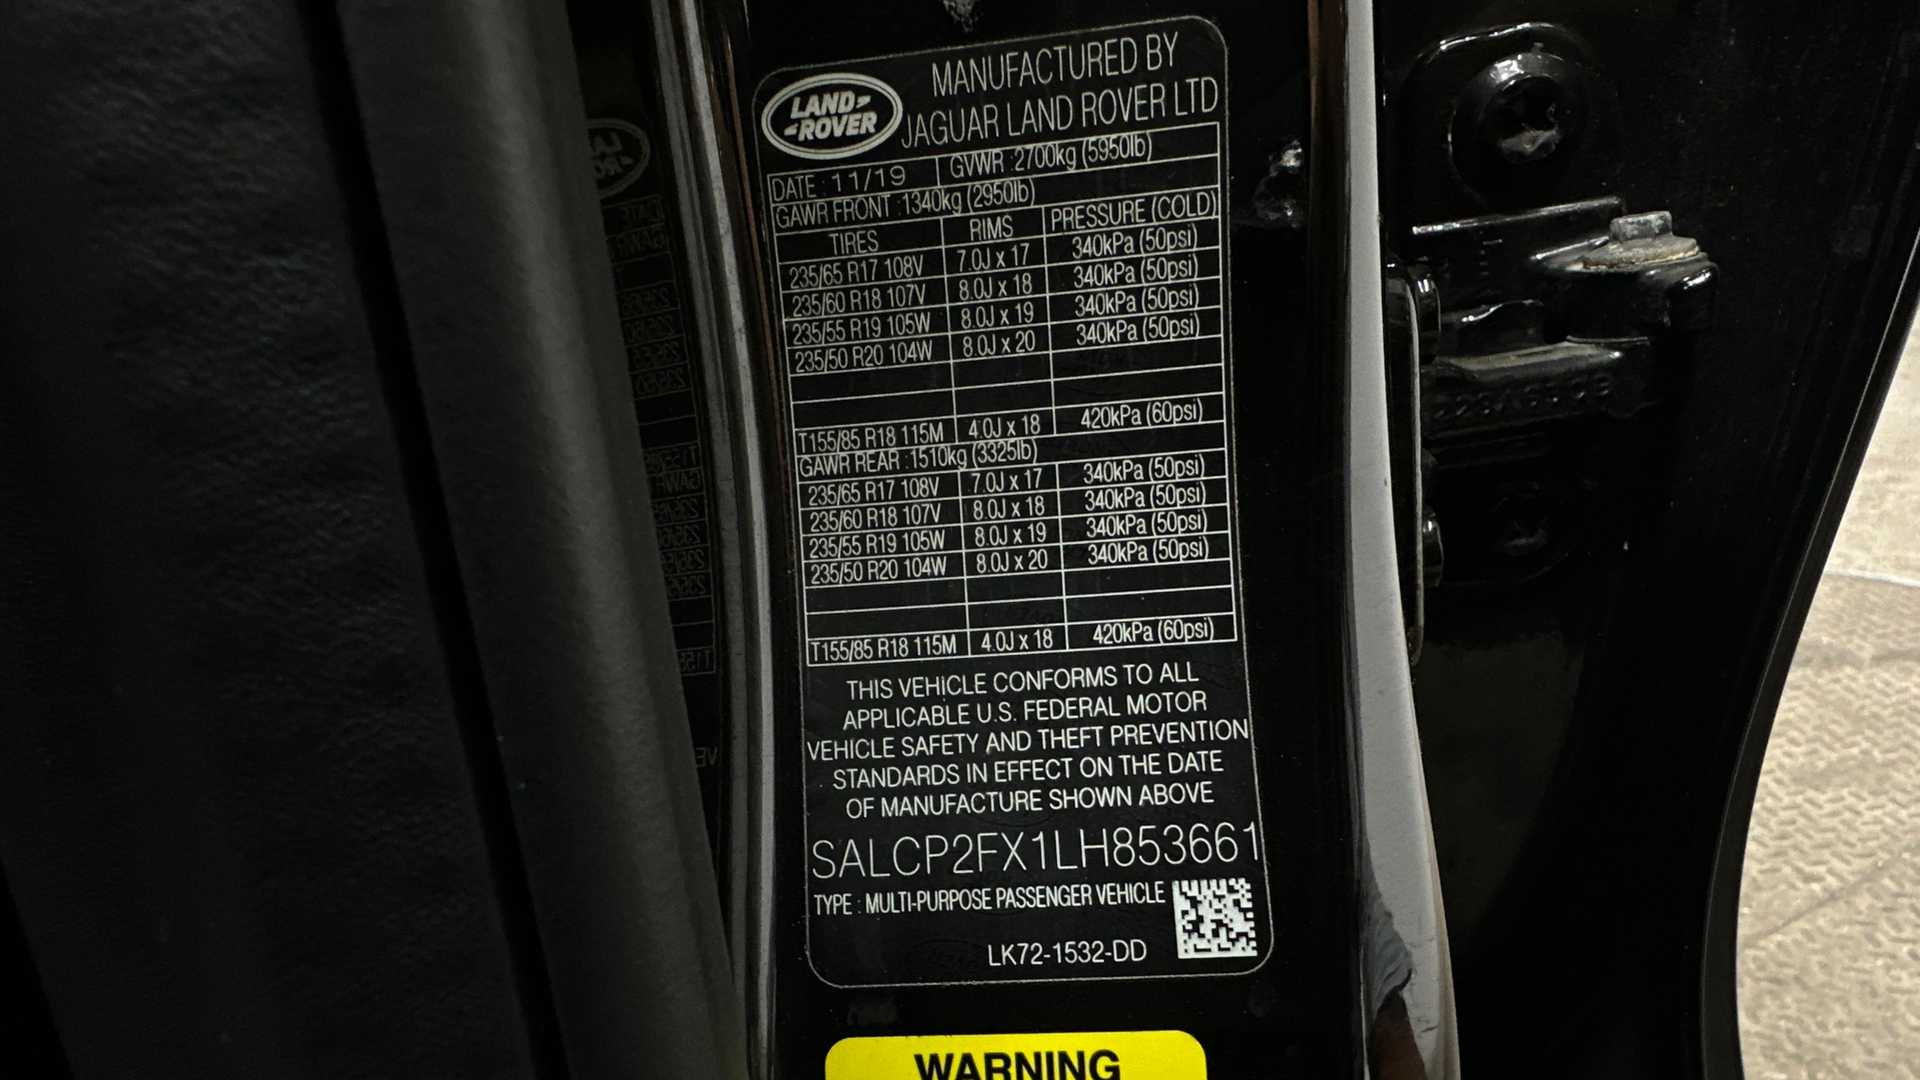 LAND-
-ROVER
MANUFACTURED BY
JAGUAR LAND ROVER LTD
DATE : 11/19 GVWR : 2700kg (5950lb)
GAWR FRONT : 1340kg (2950lb)
TIRES RIMS PRESSURE (COLD)
235/65 R17 108V 7.0J x 17 340kPa (50psi)
235/60 R18 107V 8.0J x 18 340kPa (50psi)
235/55 R19 105W 8.0J x 19 340kPa (50psi)
235/50 R20 104W 8.0J x 20 340kPa (50psi)
T155/85 R18 115M 4.0J x 18 420kPa (60psi)
GAWR REAR : 1510kg (3325lb)
235/65 R17 108V 7.0J x 17 340kPa (50psi)
235/60 R18 107V 8.0J x 18 340kPa (50psi)
235/55 R19 105W 8.0J x 19 340kPa (50psi)
235/50 R20 104W 8.0J x 20 340kPa (50psi)
T155/85 R18 115M 4.0J x 18 420kPa (60psi)
THIS VEHICLE CONFORMS TO ALL
APPLICABLE U.S. FEDERAL MOTOR
VEHICLE SAFETY AND THEFT PREVENTION
STANDARDS IN EFFECT ON THE DATE
OF MANUFACTURE SHOWN ABOVE
SALCP2FX1LH853661
TYPE : MULTI-PURPOSE PASSENGER VEHICLE
LK72-1532-DD
WARNING